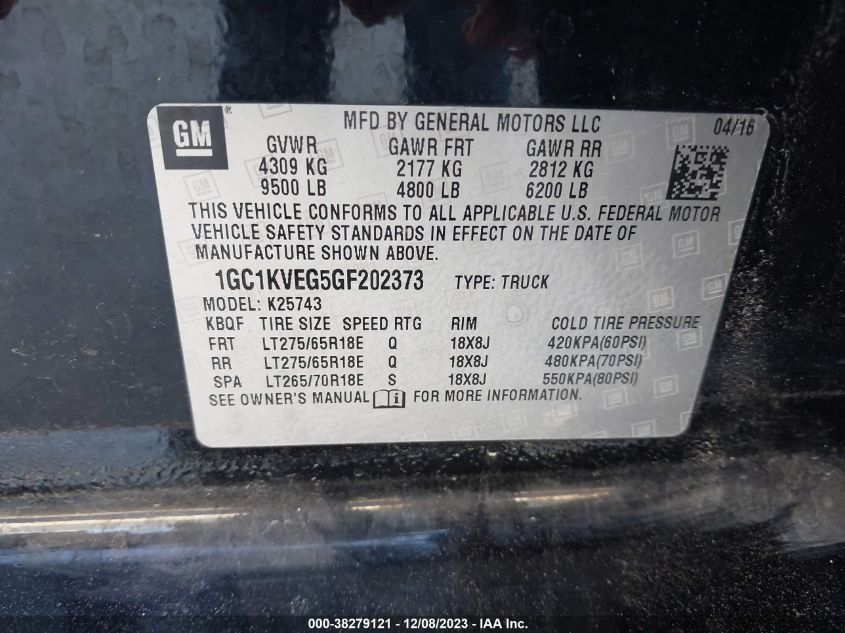 GM ®
MFD BY GENERAL MOTORS LLC 04/16
GVWR GAWR FRT GAWR RR
4309 KG 2177 KG 2812 KG
9500 LB 4800 LB 6200 LB
THIS VEHICLE CONFORMS TO ALL APPLICABLE U.S. FEDERAL MOTOR
VEHICLE SAFETY STANDARDS IN EFFECT ON THE DATE OF
MANUFACTURE SHOWN ABOVE.
1GC1KVEG5GF202373 TYPE: TRUCK
MODEL: K25743
KBQF TIRE SIZE SPEED RTG RIM COLD TIRE PRESSURE
FRT LT275/65R18E Q 18X8J 420KPA(60PSI)
RR LT275/65R18E Q 18X8J 480KPA(70PSI)
SPA LT265/70R18E S 18X8J 550KPA(80PSI)
SEE OWNER'S MANUAL i FOR MORE INFORMATION.
000-38279121 - 12/08/2023 - IAA Inc.